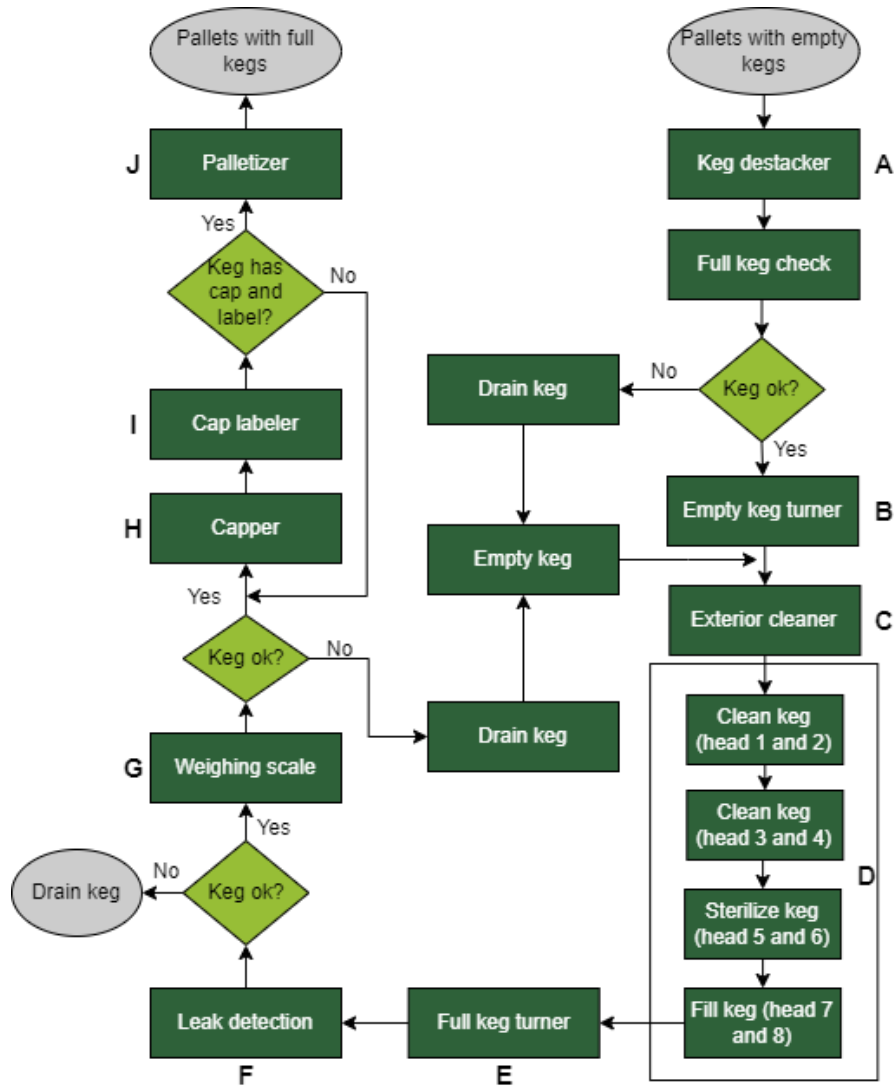 Pallets with full
kegs
Pallets with empty
kegs
J
Palletizer
Keg destacker
A
Yes
Keg has
cap and
label?
No
Full keg check
Drain keg
No
Keg ok?
Yes
I
Cap labeler
H
Capper
Empty keg turner
B
Empty keg
Yes
Exterior cleaner
C
Keg ok?
No
Drain keg
Clean keg
(head 1 and 2)
G
Weighing scale
Yes
Clean keg
(head 3 and 4)
D
Drain keg
No
Keg ok?
Sterilize keg
(head 5 and 6)
Leak detection
F
Full keg turner
E
Fill keg (head 7
and 8)